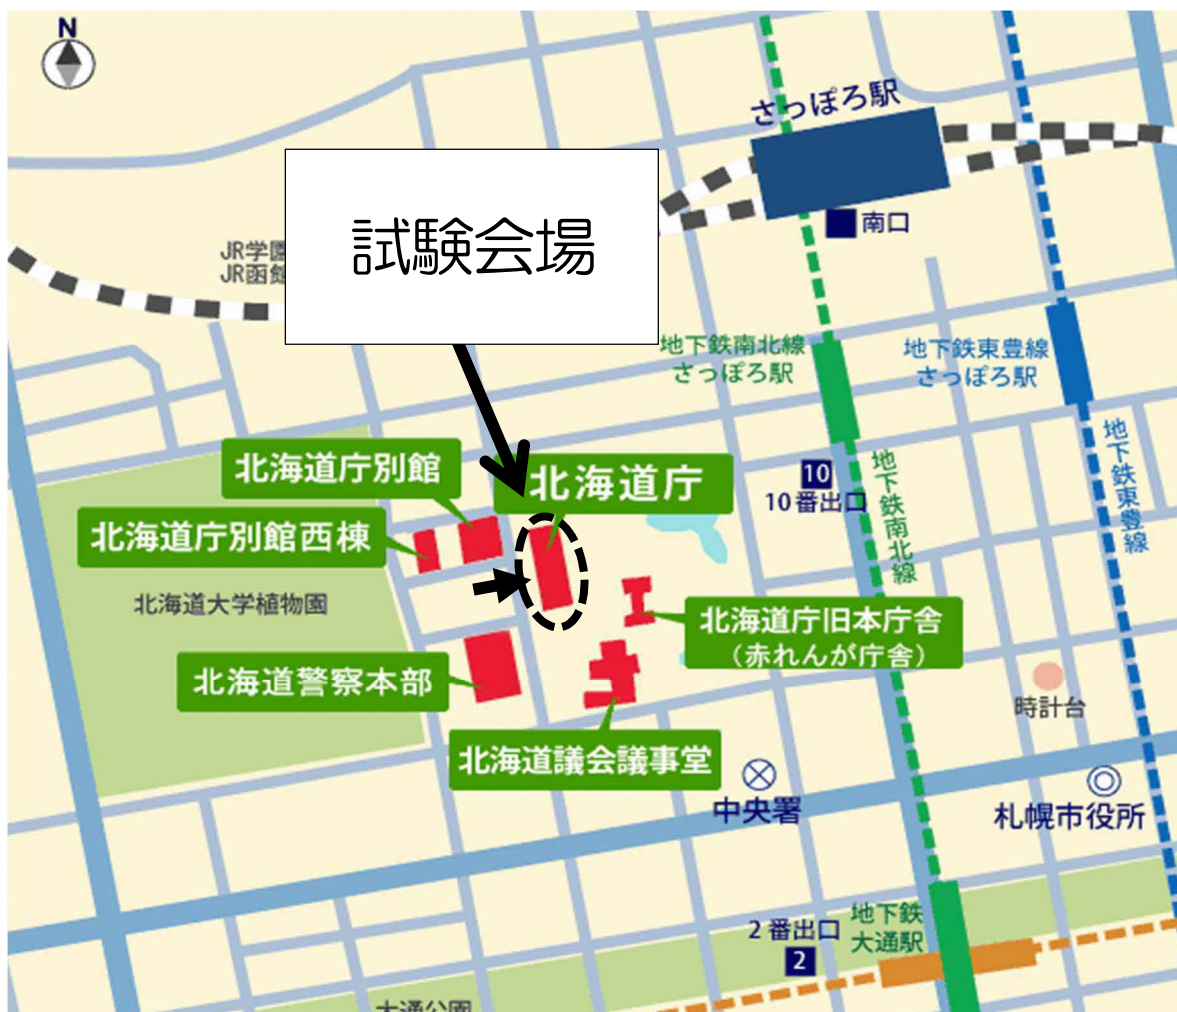 N
さっぽろ駅
南口
試験会場
JR学園
JR函館
地下鉄南北線
さっぽろ駅
地下鉄東豊線
さっぽろ駅
北海道庁別館
北海道庁
10
10番出口
地下鉄南北線
地下鉄東豊線
北海道庁別館西棟
北海道大学植物園
北海道庁旧本庁舎
(赤れんが庁舎)
北海道警察本部
時計台
北海道議会議事堂
中央署
札幌市役所
2番出口
2
地下鉄
大通駅
大通公園